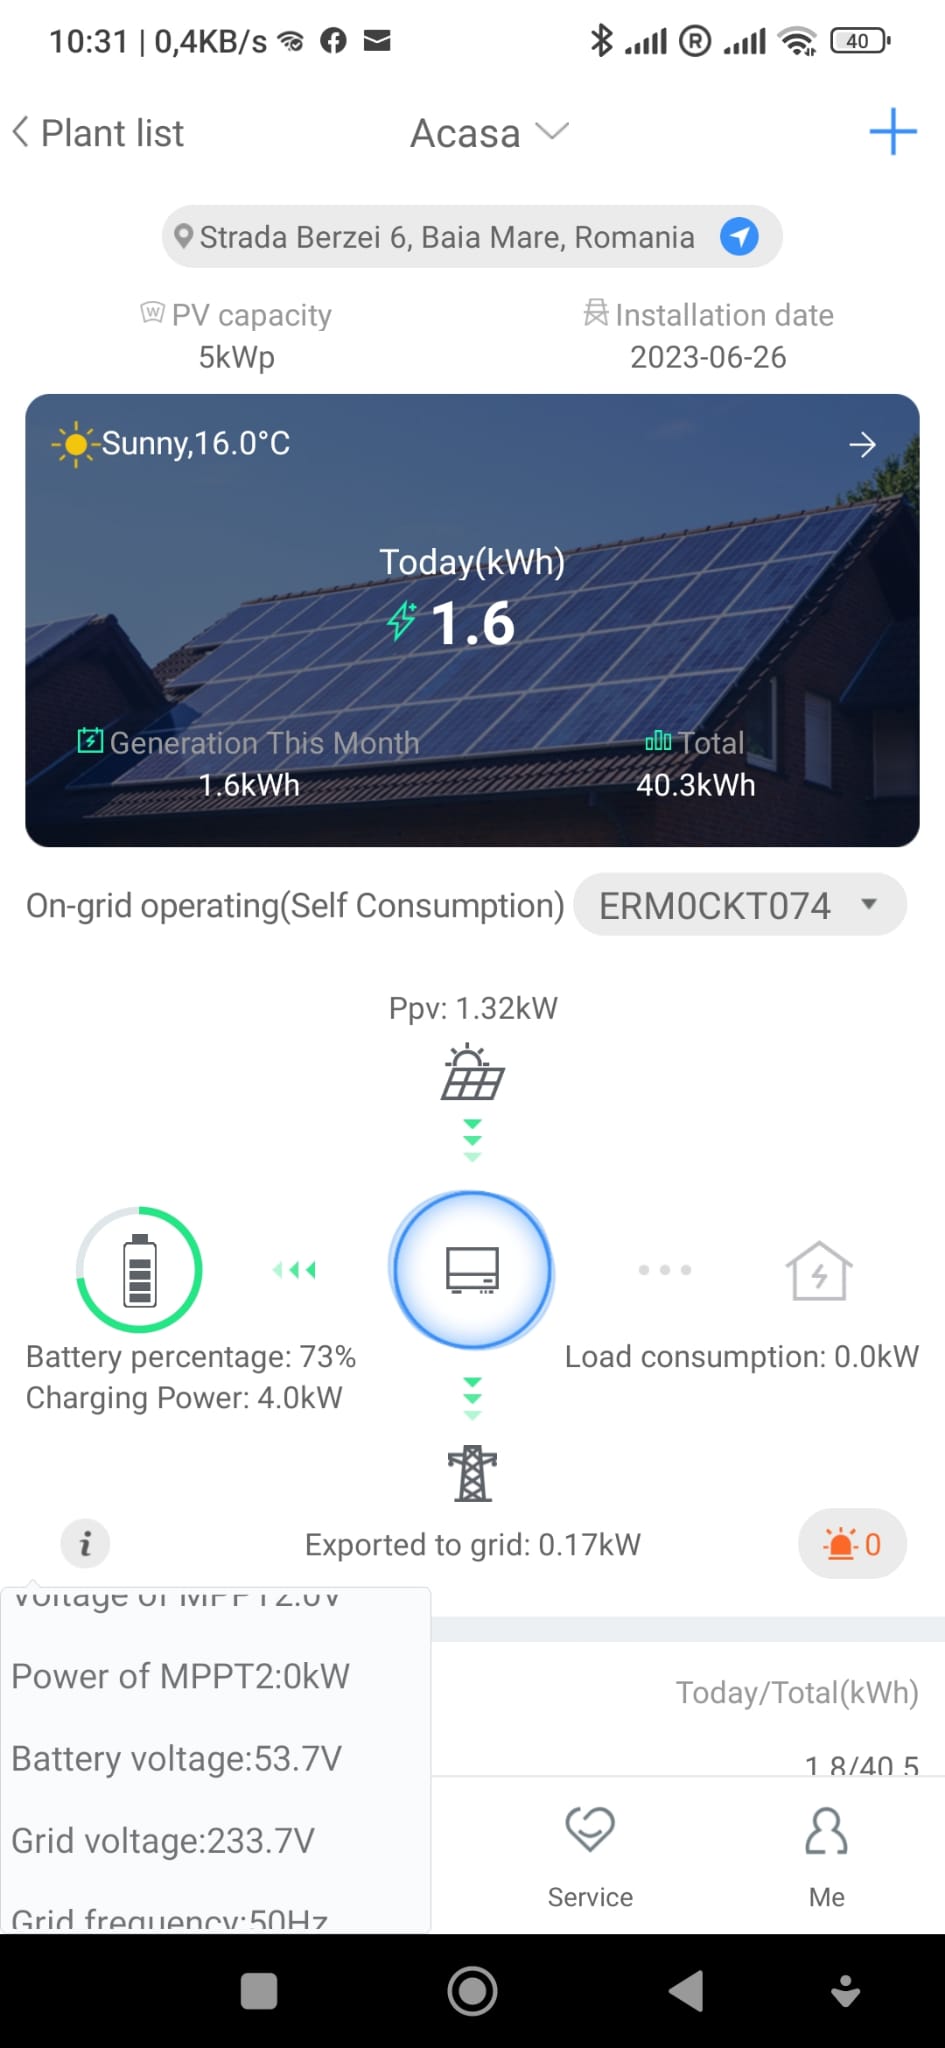 10:31 | 0,4KB/s
R
40
Plant list
Acasa
Strada Berzei 6, Baia Mare, Romania
W PV capacity
Installation date
5kWp
2023-06-26
Sunny,16.0°C
Today(kWh)
1.6
Generation This Month
Total
1.6kWh
40.3kWh
On-grid operating(Self Consumption)
ERM0CKT074
Ppv: 1.32kW
Battery percentage: 73%
Load consumption: 0.0kW
Charging Power: 4.0kW
Exported to grid: 0.17kW
i
0
Voltage of MPPT2:0V
Power of MPPT2:0kW
Today/Total(kWh)
Battery voltage:53.7V
1.8/40.5
Grid voltage:233.7V
Grid frequency:50Hz
Service
Me